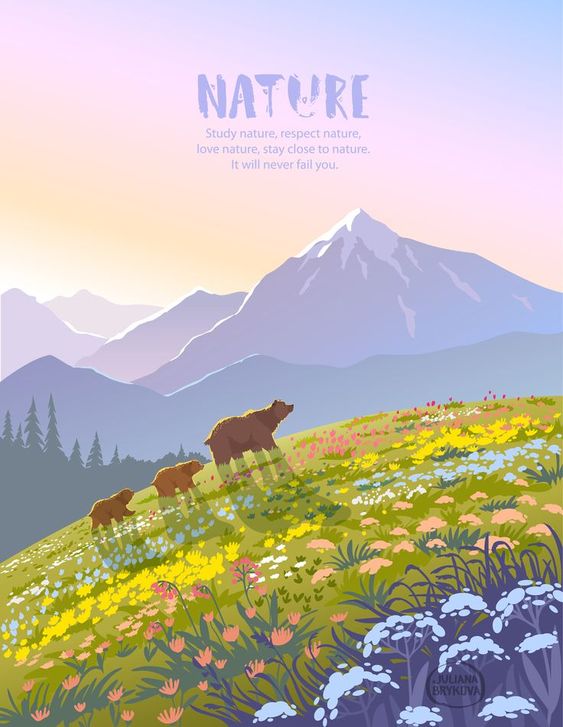 NATURE
Study nature, respect nature,
love nature, stay close to nature.
It will never fail you.
JULIANA
BRYKOVA